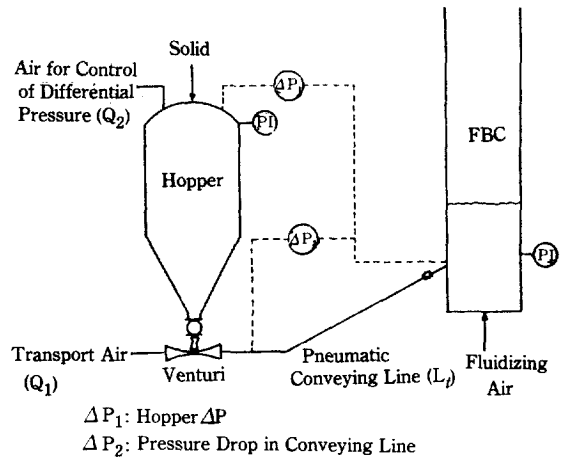 Solid
Air for Control
of Differential
Pressure (Q₂)
ΔP₁
PI
FBC
Hopper
ΔP₂
PI
Transport Air
(Q₁)
Venturi
Pneumatic
Conveying Line (Lₜ)
Fluidizing
Air
ΔP₁: Hopper ΔP
ΔP₂: Pressure Drop in Conveying Line